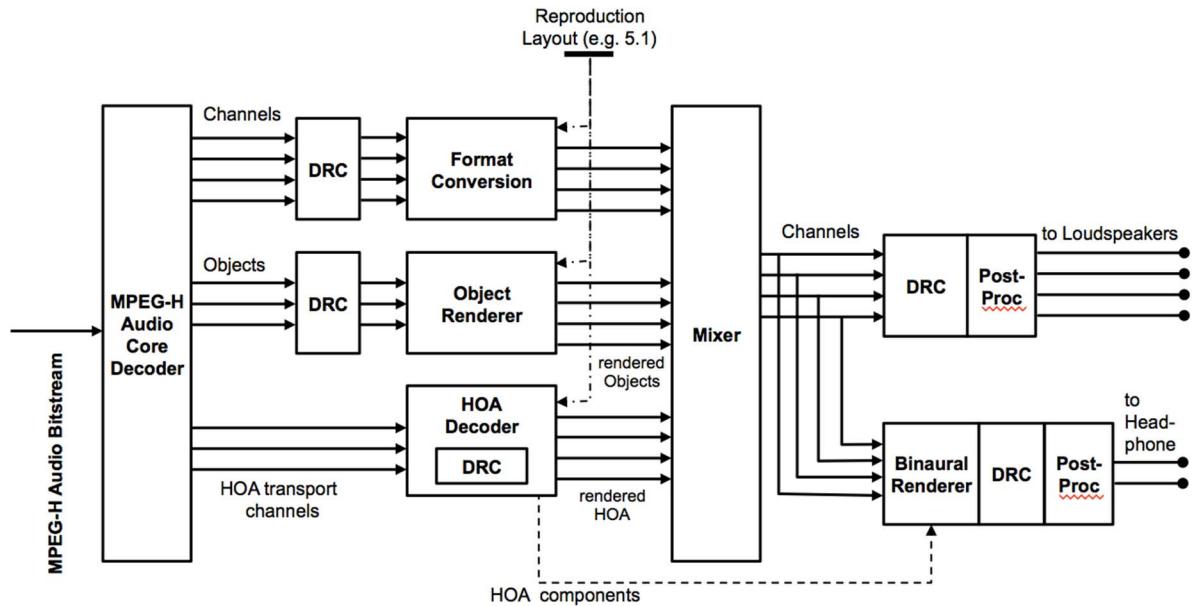 Reproduction
Layout (e.g. 5.1)
Channels
DRC
Format
Conversion
Objects
DRC
Object
Renderer
MPEG-H
Audio
Core
Decoder
MPEG-H Audio Bitstream
HOA
Decoder
DRC
HOA transport
channels
rendered
Objects
rendered
HOA
Mixer
Channels
DRC
Post-
Proc
to Loudspeakers
Binaural
Renderer
DRC
Post-
Proc
to
Head-
phone
HOA components